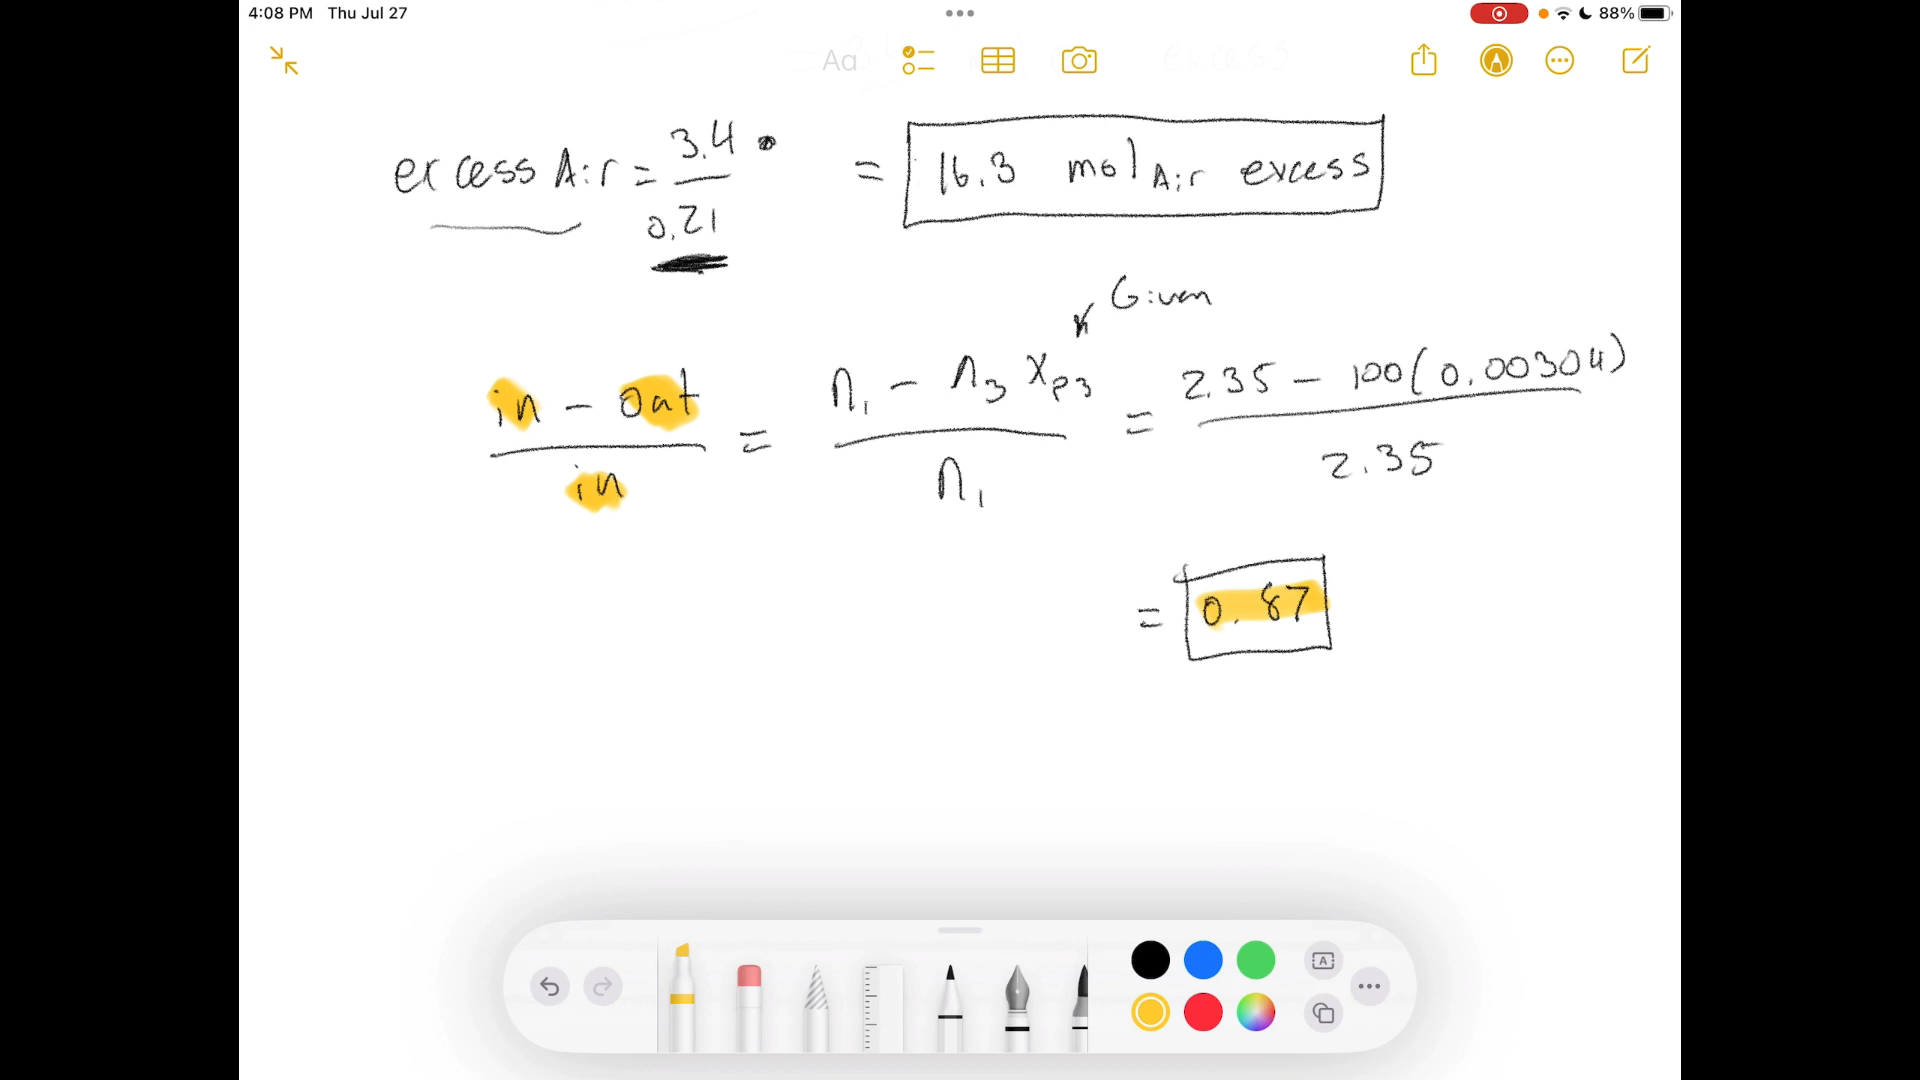 4:08 PM Thu Jul 27 88%
Aa excess
excess Air = 3.4 / 0.21 = 16.3 mol Air excess
Given
in - out / in = n1 - n3 xp3 / n1 = 2.35 - 100(0.00304) / 2.35
= 0.87
A